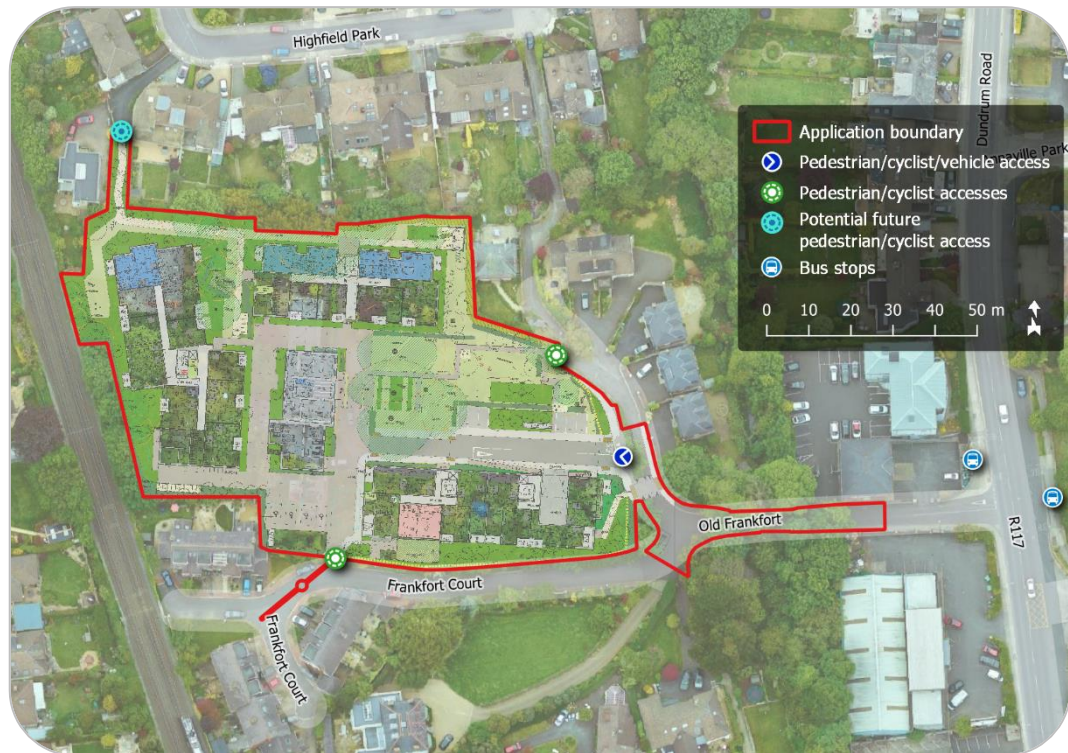 Highfield Park
Dundrum Road
Application boundary
Pedestrian/cyclist/vehicle access
Pedestrian/cyclist accesses
Potential future
pedestrian/cyclist access
Bus stops
0 10 20 30 40 50 m
Old Frankfort
R117
Frankfort Court
Frankfort Court